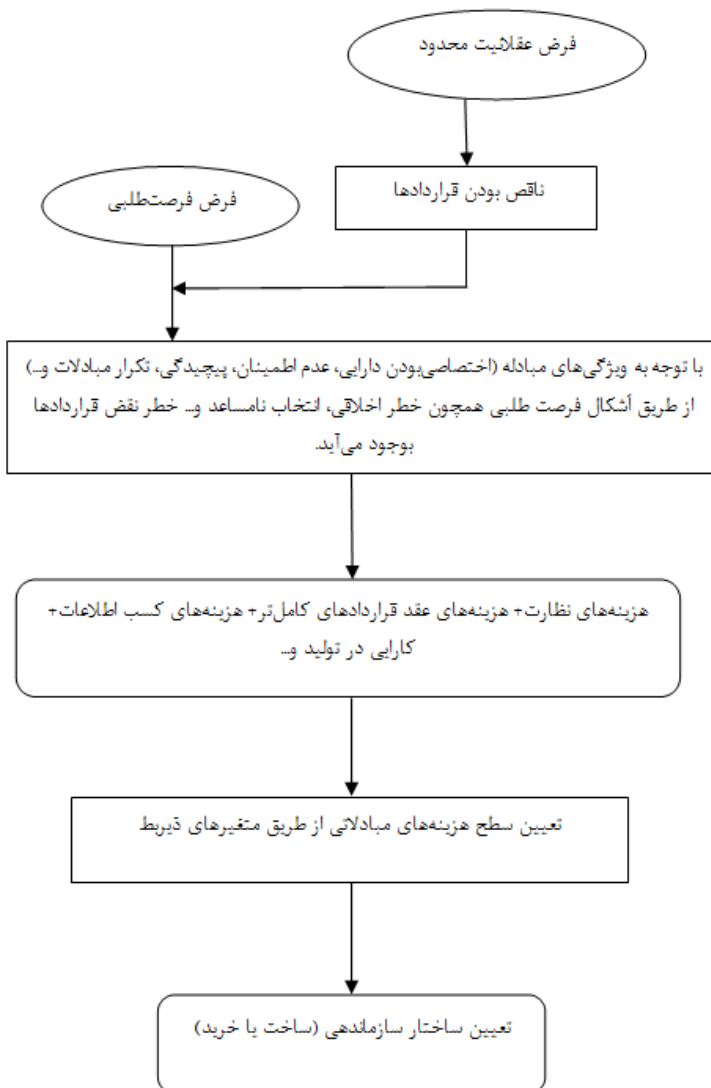 فرض عقلانیت محدود
ناقص بودن قراردادها
فرض فرصت‌طلبی
با توجه به ویژگی‌های مبادله (اختصاصی‌بودن دارایی، عدم اطمینان، پیچیدگی، تکرار مبادلات و...)
از طریق أشکال فرصت طلبی همچون خطر اخلاقی، انتخاب نامساعد و... خطر نقض قراردادها
بوجود می‌آید.
هزینه‌های نظارت+ هزینه‌های عقد قراردادهای کامل‌تر+ هزینه‌های کسب اطلاعات+
کارایی در تولید و...
تعیین سطح هزینه‌های مبادلاتی از طریق متغیرهای ذیربط
تعیین ساختار سازماندهی (ساخت یا خرید)